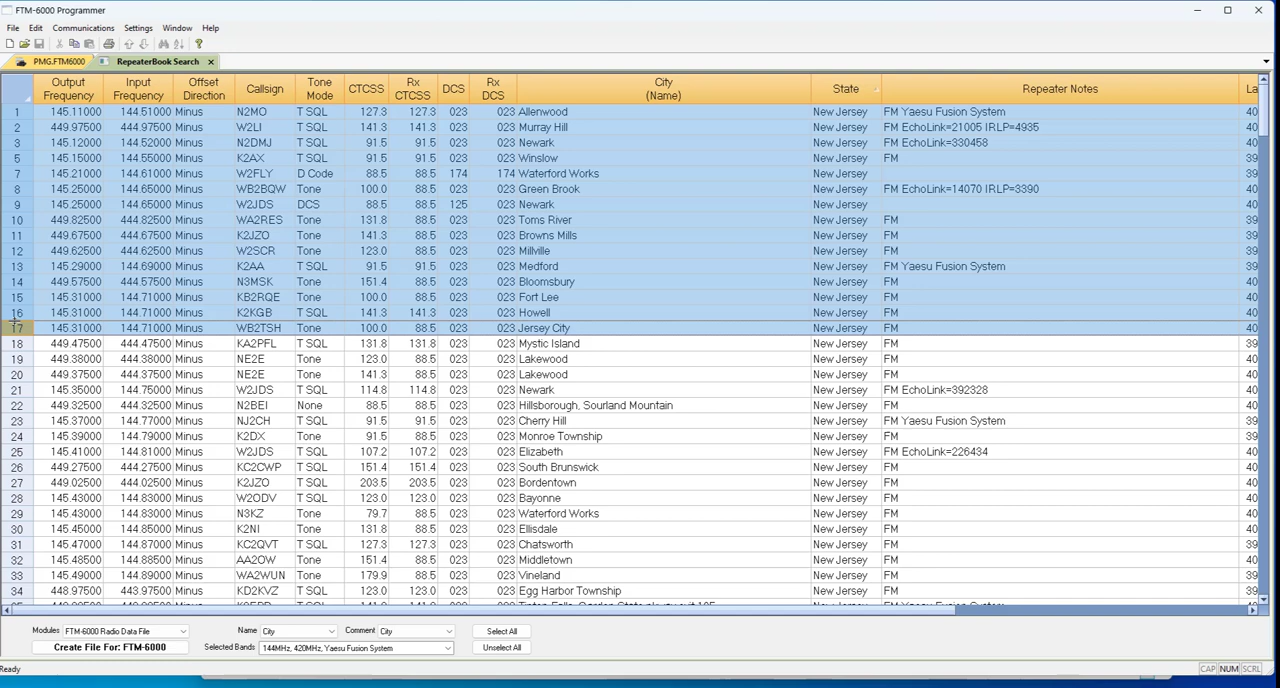 FTM-6000 Programmer
File Edit Communications Settings Window Help
PMG.FTM6000 RepeaterBook Search ×
Output Frequency Input Frequency Offset Direction Callsign Tone Mode CTCSS Rx CTCSS DCS Rx DCS City (Name) State Repeater Notes La
1 145.11000 144.51000 Minus N2MO T SQL 127.3 127.3 023 023 Allenwood New Jersey FM Yaesu Fusion System 40
2 449.97500 444.97500 Minus W2LI T SQL 141.3 141.3 023 023 Murray Hill New Jersey FM EchoLink=21005 IRLP=4935 40
3 145.12000 144.52000 Minus N2DMJ T SQL 91.5 91.5 023 023 Newark New Jersey FM EchoLink=330458 40
5 145.15000 144.55000 Minus K2AX T SQL 91.5 91.5 023 023 Winslow New Jersey FM 39
7 145.21000 144.61000 Minus W2FLY D Code 88.5 88.5 174 174 Waterford Works New Jersey 39
8 145.25000 144.65000 Minus WB2BQW Tone 100.0 88.5 023 023 Green Brook New Jersey FM EchoLink=14070 IRLP=3390 40
9 145.25000 144.65000 Minus W2JDS DCS 88.5 88.5 125 023 Newark New Jersey 40
10 449.82500 444.82500 Minus WA2RES Tone 131.8 88.5 023 023 Toms River New Jersey FM 40
11 449.67500 444.67500 Minus K2JZO Tone 141.3 88.5 023 023 Browns Mills New Jersey FM 40
12 449.62500 444.62500 Minus W2SCR Tone 123.0 88.5 023 023 Millville New Jersey FM 39
13 145.29000 144.69000 Minus K2AA T SQL 91.5 91.5 023 023 Medford New Jersey FM Yaesu Fusion System 39
14 449.57500 444.57500 Minus N3MSK Tone 151.4 88.5 023 023 Bloomsbury New Jersey FM 40
15 145.31000 144.71000 Minus KB2RQE Tone 100.0 88.5 023 023 Fort Lee New Jersey FM 40
16 145.31000 144.71000 Minus K2KGB T SQL 141.3 141.3 023 023 Howell New Jersey FM 40
17 145.31000 144.71000 Minus WB2TSH Tone 100.0 88.5 023 023 Jersey City New Jersey FM 40
18 449.47500 444.47500 Minus KA2PFL T SQL 131.8 131.8 023 023 Mystic Island New Jersey FM 39
19 449.38000 444.38000 Minus NE2E Tone 123.0 88.5 023 023 Lakewood New Jersey FM 40
20 449.37500 444.37500 Minus NE2E Tone 141.3 88.5 023 023 Lakewood New Jersey FM 40
21 145.35000 144.75000 Minus W2JDS T SQL 114.8 114.8 023 023 Newark New Jersey FM EchoLink=392328 40
22 449.32500 444.32500 Minus N2BEI None 88.5 88.5 023 023 Hillsborough, Sourland Mountain New Jersey FM 40
23 145.37000 144.77000 Minus NJ2CH T SQL 91.5 91.5 023 023 Cherry Hill New Jersey FM Yaesu Fusion System 39
24 145.39000 144.79000 Minus K2DX Tone 91.5 88.5 023 023 Monroe Township New Jersey FM 40
25 145.41000 144.81000 Minus W2JDS T SQL 107.2 107.2 023 023 Elizabeth New Jersey FM EchoLink=226434 40
26 449.27500 444.27500 Minus KC2CWP T SQL 151.4 151.4 023 023 South Brunswick New Jersey FM 40
27 449.02500 444.02500 Minus K2JZO T SQL 203.5 203.5 023 023 Bordentown New Jersey FM 40
28 145.43000 144.83000 Minus W2ODV T SQL 123.0 123.0 023 023 Bayonne New Jersey FM 40
29 145.43000 144.83000 Minus N3KZ Tone 79.7 88.5 023 023 Waterford Works New Jersey FM 39
30 145.45000 144.85000 Minus K2NI Tone 131.8 88.5 023 023 Ellisdale New Jersey FM 40
31 145.47000 144.87000 Minus KC2QVT T SQL 127.3 127.3 023 023 Chatsworth New Jersey FM 39
32 145.48500 144.88500 Minus AA2OW Tone 151.4 88.5 023 023 Middletown New Jersey FM 40
33 145.49000 144.89000 Minus WA2WUN Tone 179.9 88.5 023 023 Vineland New Jersey FM 39
34 448.97500 443.97500 Minus KD2KVZ T SQL 123.0 123.0 023 023 Egg Harbor Township New Jersey FM 39
Modules FTM-6000 Radio Data File Name City Comment City Select All
Create File For: FTM-6000 Selected Bands 144MHz, 420MHz, Yaesu Fusion System Unselect All
Ready CAP NUM SCRL